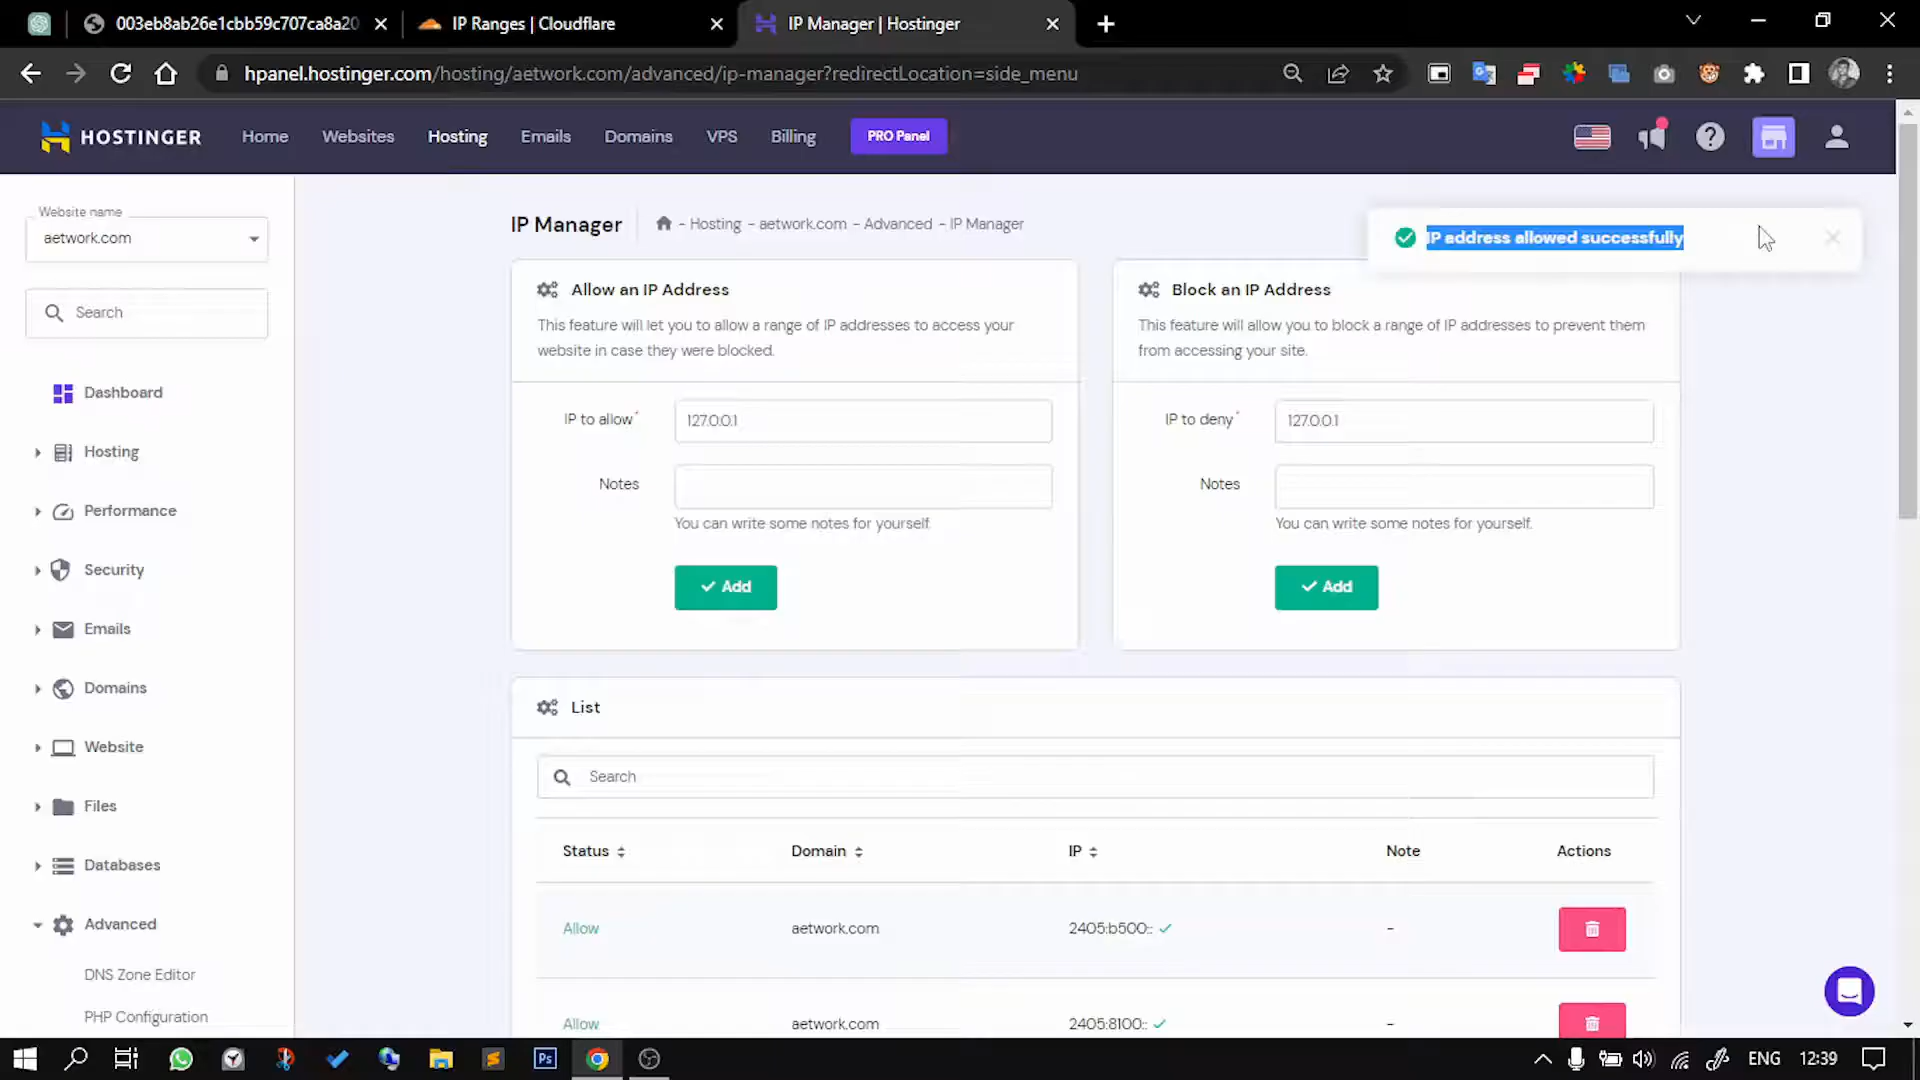 003eb8ab26e1cbb59c707ca8a20
IP Ranges | Cloudflare
IP Manager | Hostinger
hpanel.hostinger.com/hosting/aetwork.com/advanced/ip-manager?redirectLocation=side_menu
HOSTINGER
Home
Websites
Hosting
Emails
Domains
VPS
Billing
PRO Panel
Website name
aetwork.com
Search
Dashboard
Hosting
Performance
Security
Emails
Domains
Website
Files
Databases
Advanced
DNS Zone Editor
PHP Configuration
IP Manager
- Hosting - aetwork.com - Advanced - IP Manager
IP address allowed successfully
Allow an IP Address
This feature will let you to allow a range of IP addresses to access your
website in case they were blocked.
IP to allow*
127.0.0.1
Notes
You can write some notes for yourself.
Add
Block an IP Address
This feature will allow you to block a range of IP addresses to prevent them
from accessing your site.
IP to deny*
127.0.0.1
Notes
You can write some notes for yourself.
Add
List
Search
Status
Domain
IP
Note
Actions
Allow
aetwork.com
2405:b500::
-
Allow
aetwork.com
2405:8100::
-
Ps
ENG
12:39